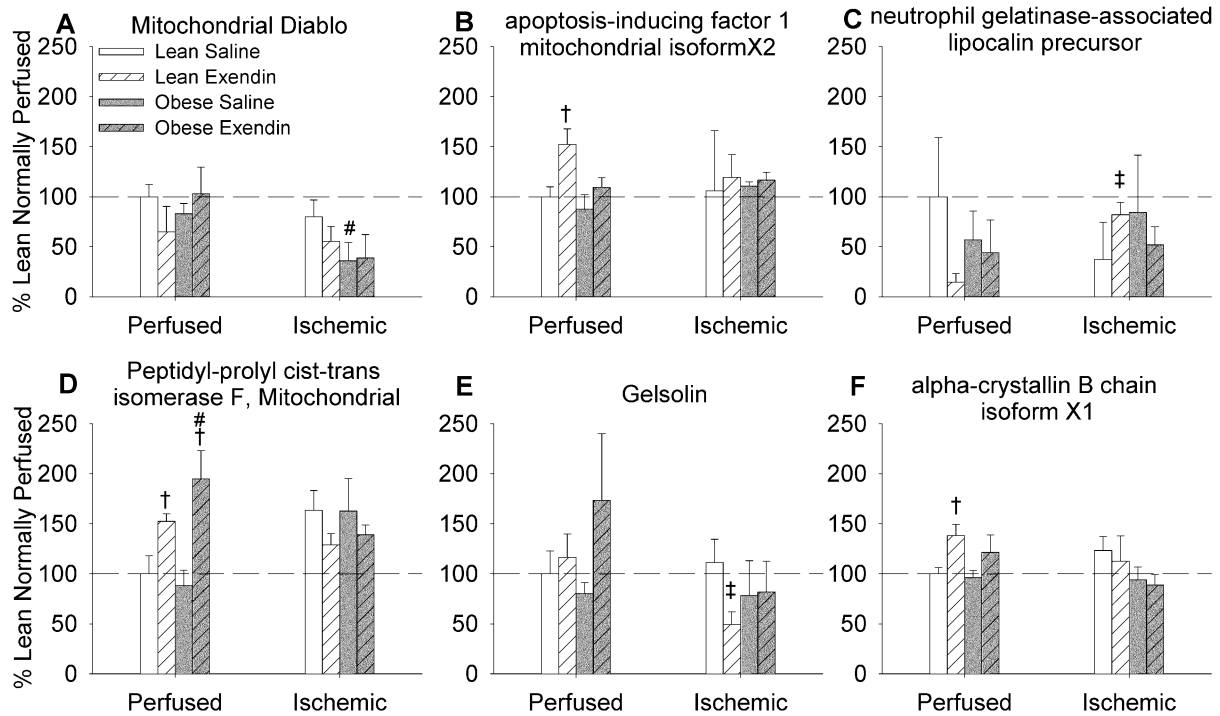 A
Mitochondrial Diablo
Lean Saline
Lean Exendin
Obese Saline
Obese Exendin
% Lean Normally Perfused
250
200
150
100
50
0
#
Perfused
Ischemic
B
apoptosis-inducing factor 1
mitochondrial isoformX2
250
200
150
100
50
0
†
Perfused
Ischemic
C
neutrophil gelatinase-associated
lipocalin precursor
250
200
150
100
50
0
‡
Perfused
Ischemic
D
Peptidyl-prolyl cist-trans
isomerase F, Mitochondrial
% Lean Normally Perfused
250
200
150
100
50
0
†
#
†
Perfused
Ischemic
E
Gelsolin
250
200
150
100
50
0
‡
Perfused
Ischemic
F
alpha-crystallin B chain
isoform X1
250
200
150
100
50
0
†
Perfused
Ischemic